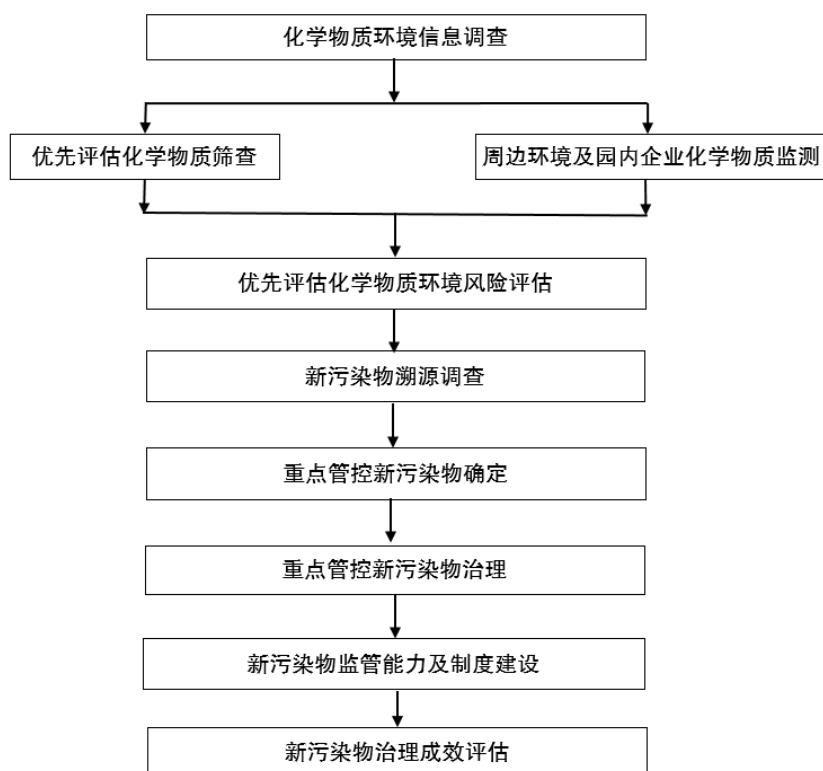 化学物质环境信息调查
优先评估化学物质筛查
周边环境及园内企业化学物质监测
优先评估化学物质环境风险评估
新污染物溯源调查
重点管控新污染物确定
重点管控新污染物治理
新污染物监管能力及制度建设
新污染物治理成效评估